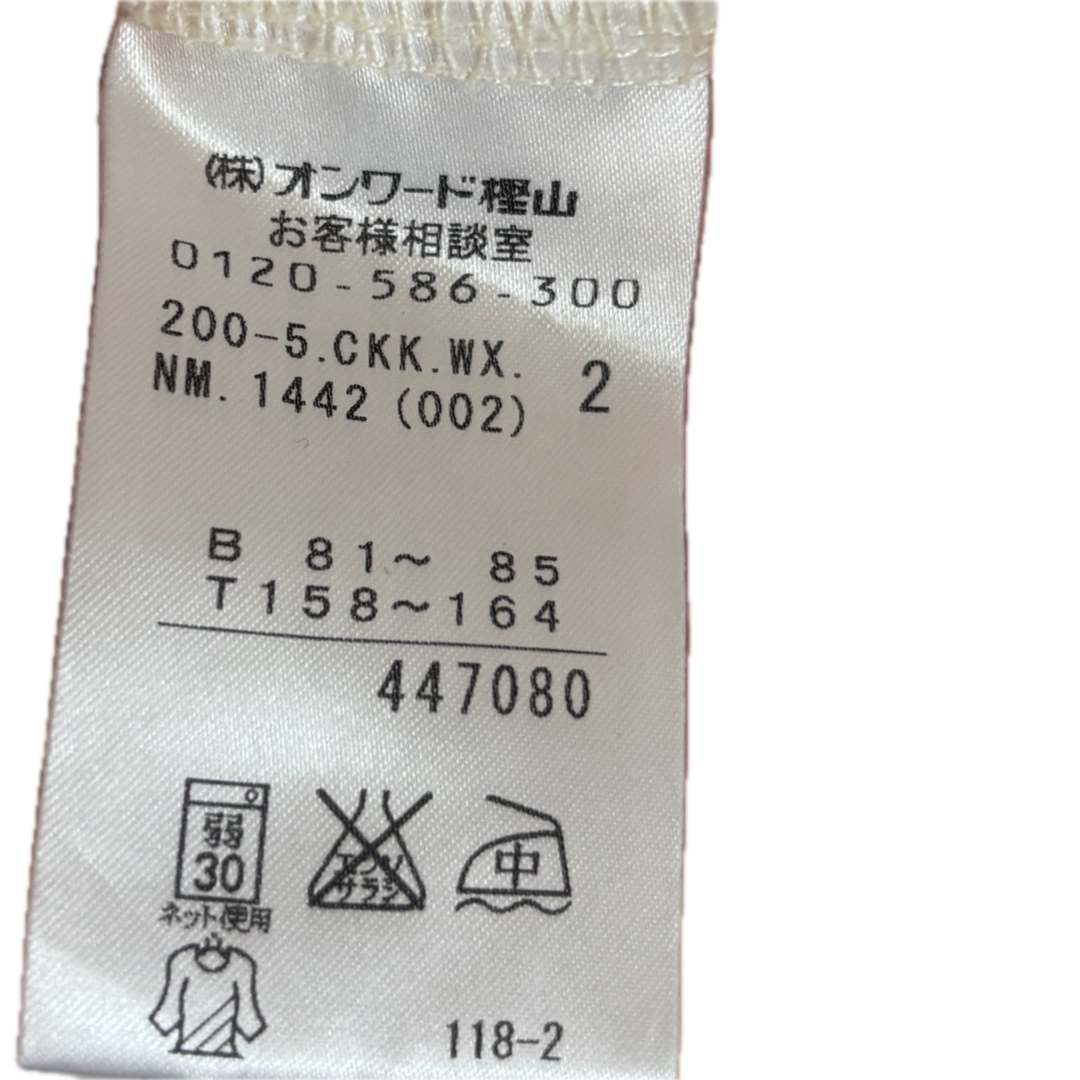 (株)オンワード樫山
お客様相談室
0120-586-300
200-5.CKK.WX.
NM.1442(002) 2
B 81～ 85
T158～164
447080
弱
30
ネット使用
エンソ
サラシ
中
118-2